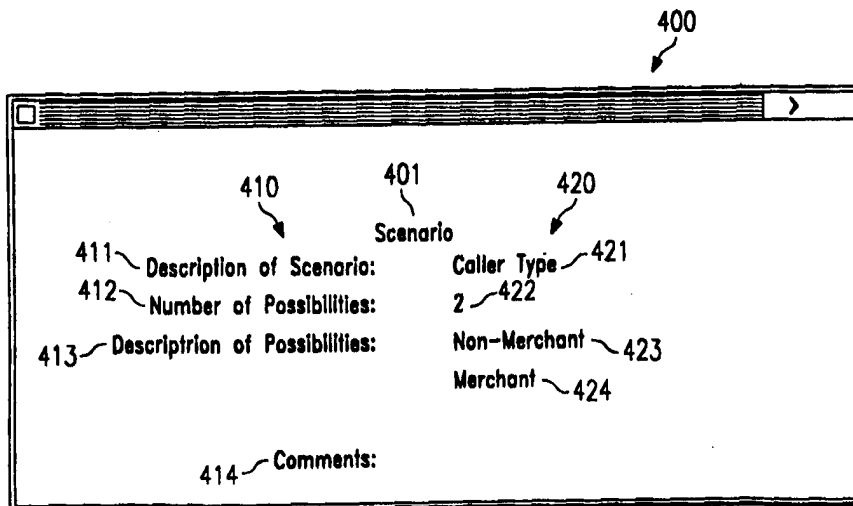 400
>
410 401 420
Scenario
411 Description of Scenario: Caller Type 421
412 Number of Possibilities: 2 422
413 Descriptrion of Possibilities: Non-Merchant 423
Merchant 424
414 Comments: